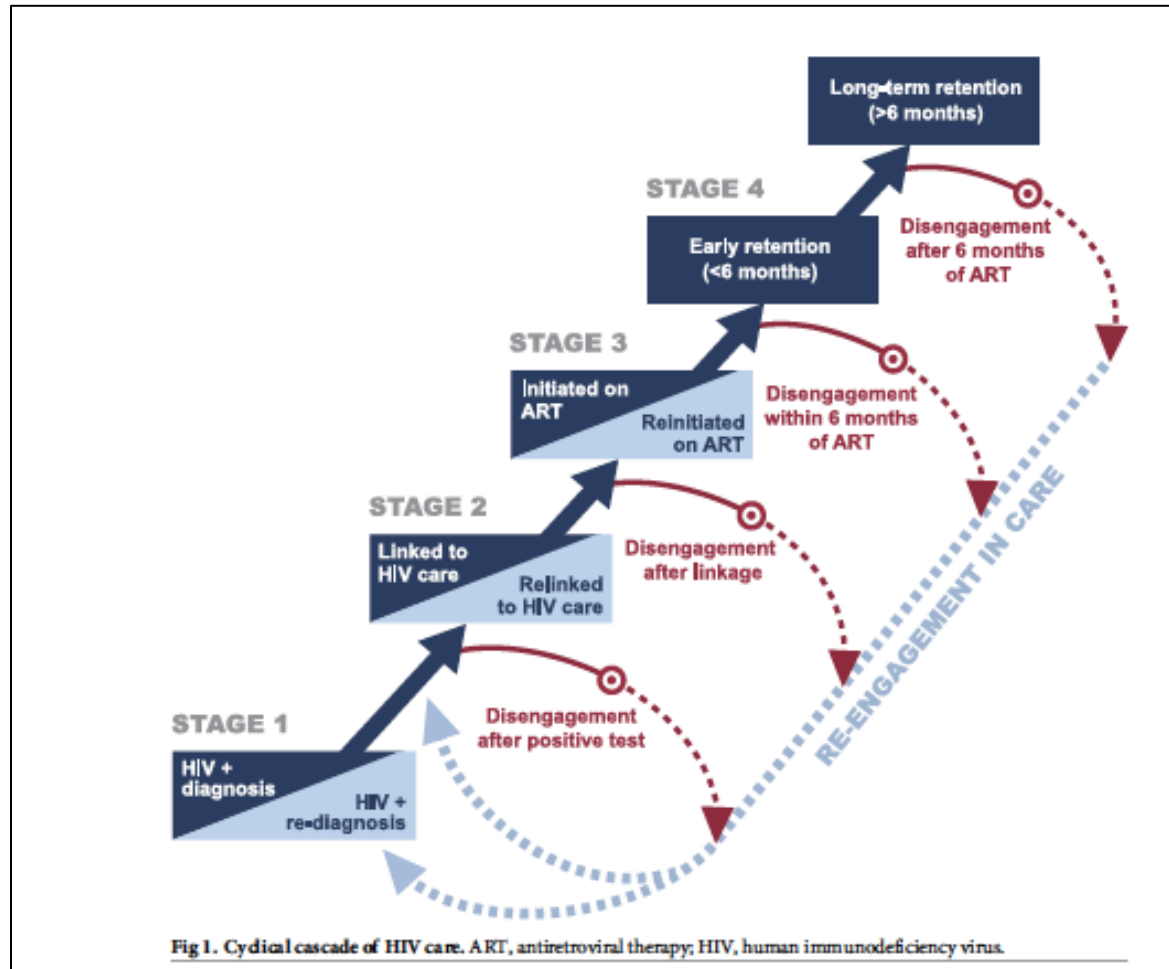 Long-term retention
(>6 months)
STAGE 4
Early retention
(<6 months)
Disengagement
after 6 months
of ART
STAGE 3
Initiated on
ART
Reinitiated
on ART
Disengagement
within 6 months
of ART
STAGE 2
Linked to
HIV care
Relinked
to HIV care
Disengagement
after linkage
RE-ENGAGEMENT IN CARE
STAGE 1
HIV +
diagnosis
HIV +
re-diagnosis
Disengagement
after positive test
Fig 1. Cyclical cascade of HIV care. ART, antiretroviral therapy; HIV, human immunodeficiency virus.